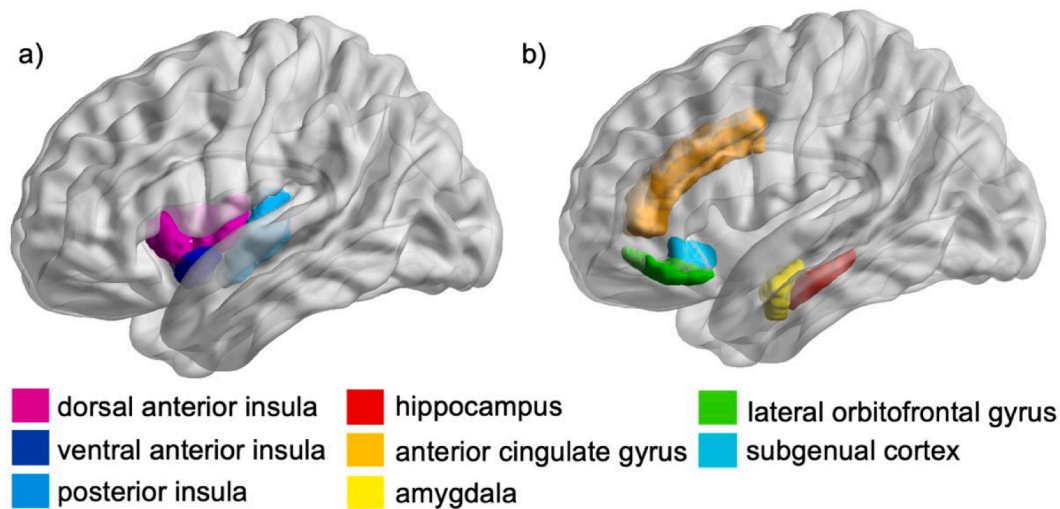 a)
b)
dorsal anterior insula
ventral anterior insula
posterior insula
hippocampus
anterior cingulate gyrus
amygdala
lateral orbitofrontal gyrus
subgenual cortex